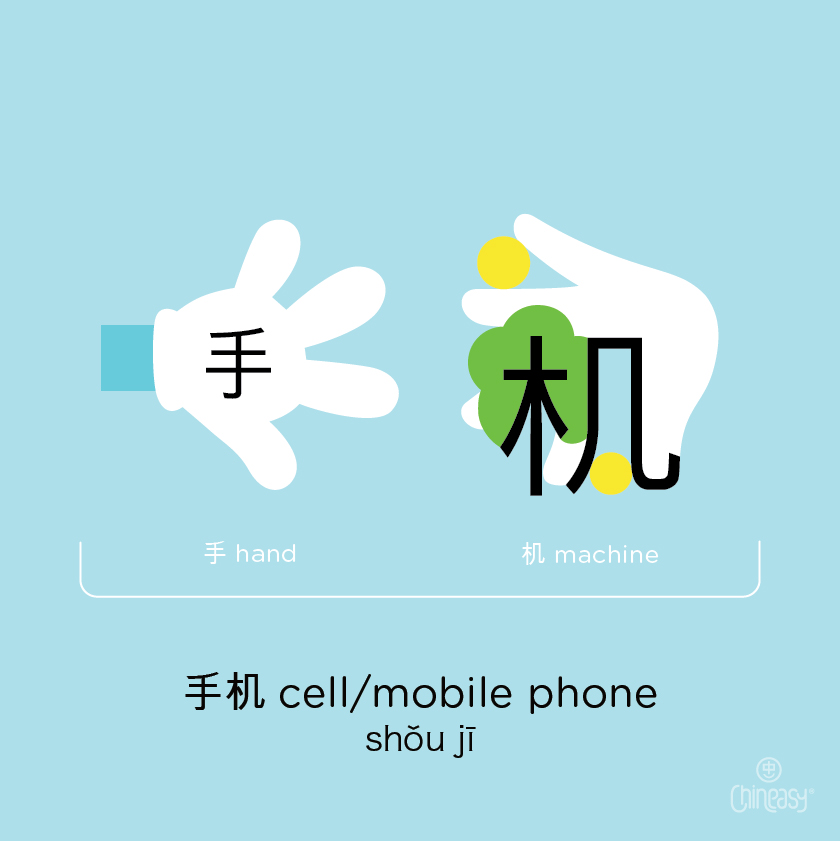 手
机
手 hand
机 machine
手机 cell/mobile phone
shǒu jī
Chineasy®